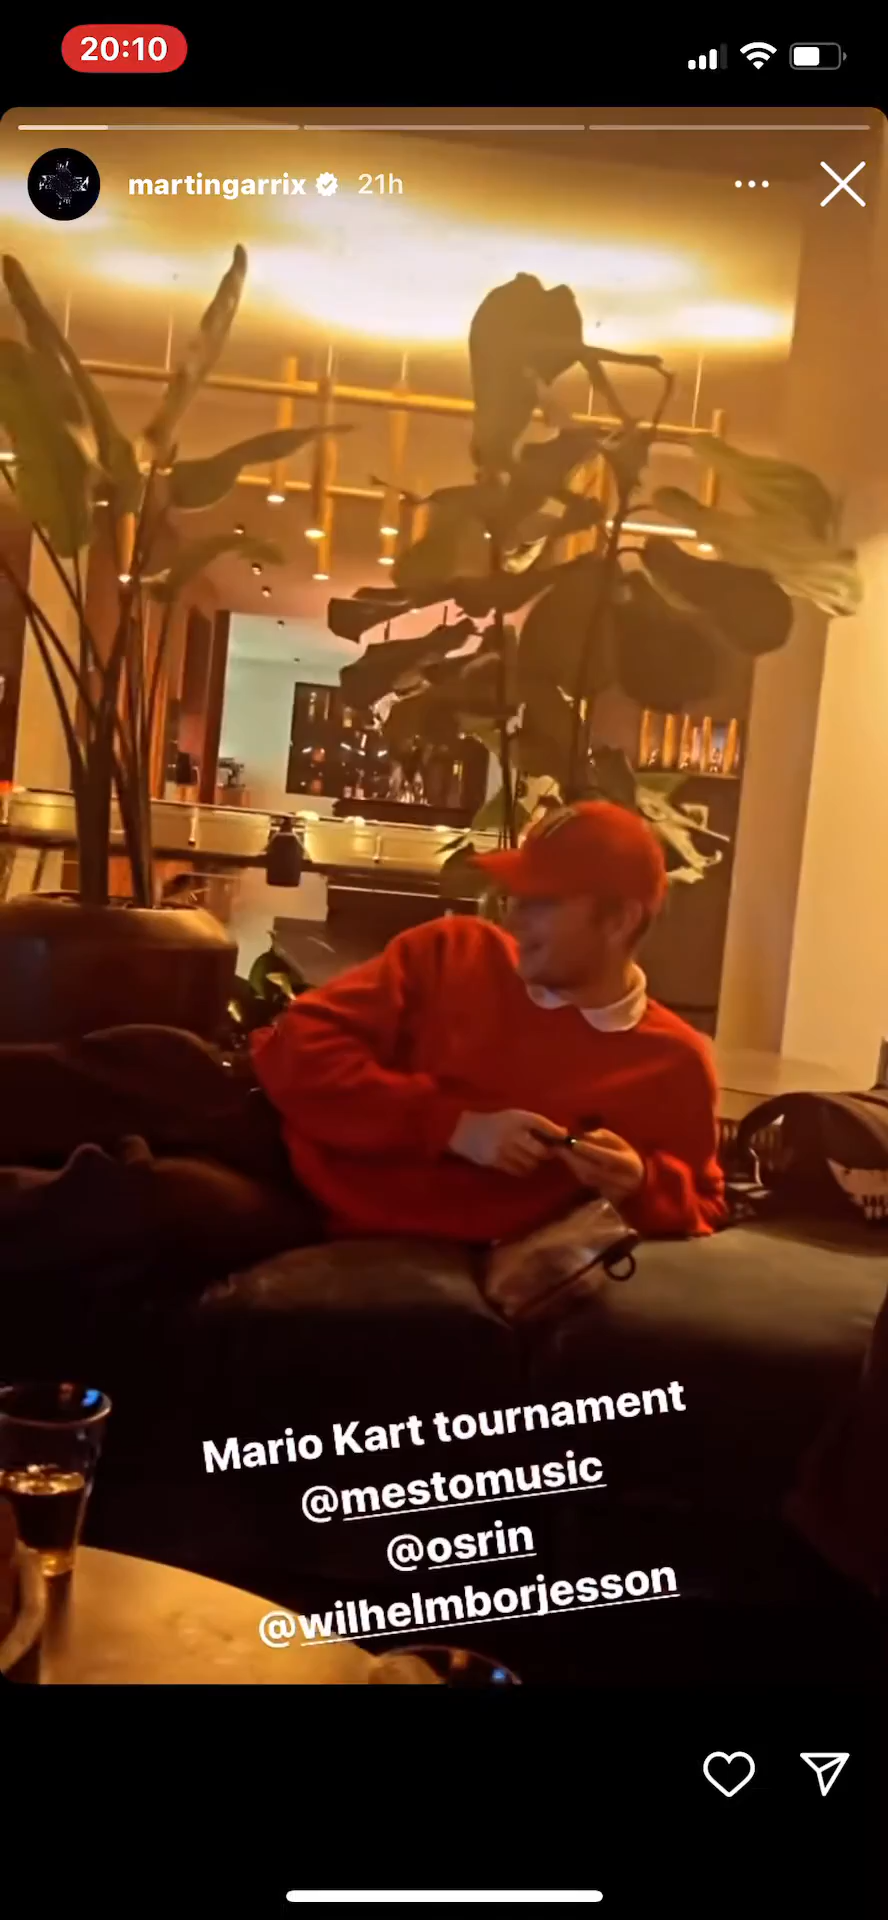 20:10
martingarrix 21h
Mario Kart tournament
@mestomusic
@osrin
@wilhelmborjesson